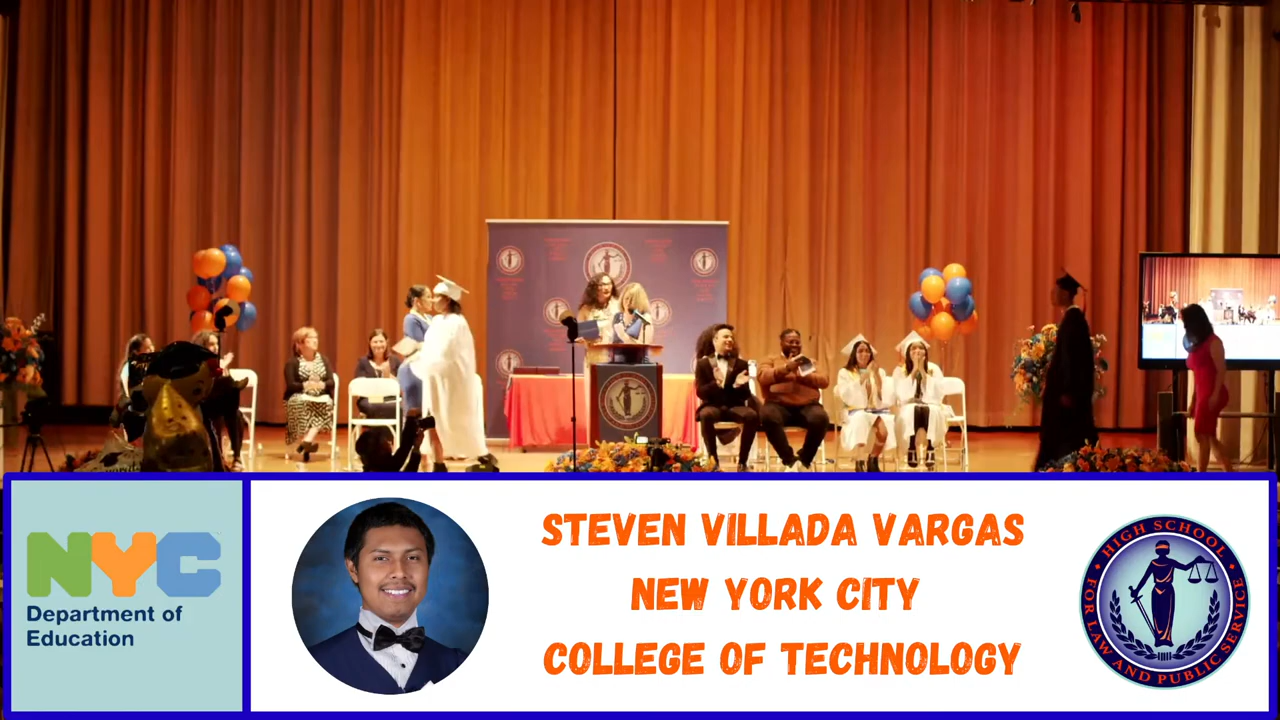 NYC
Department of
Education
STEVEN VILLADA VARGAS
NEW YORK CITY
COLLEGE OF TECHNOLOGY
HIGH SCHOOL
FOR LAW AND PUBLIC SERVICE